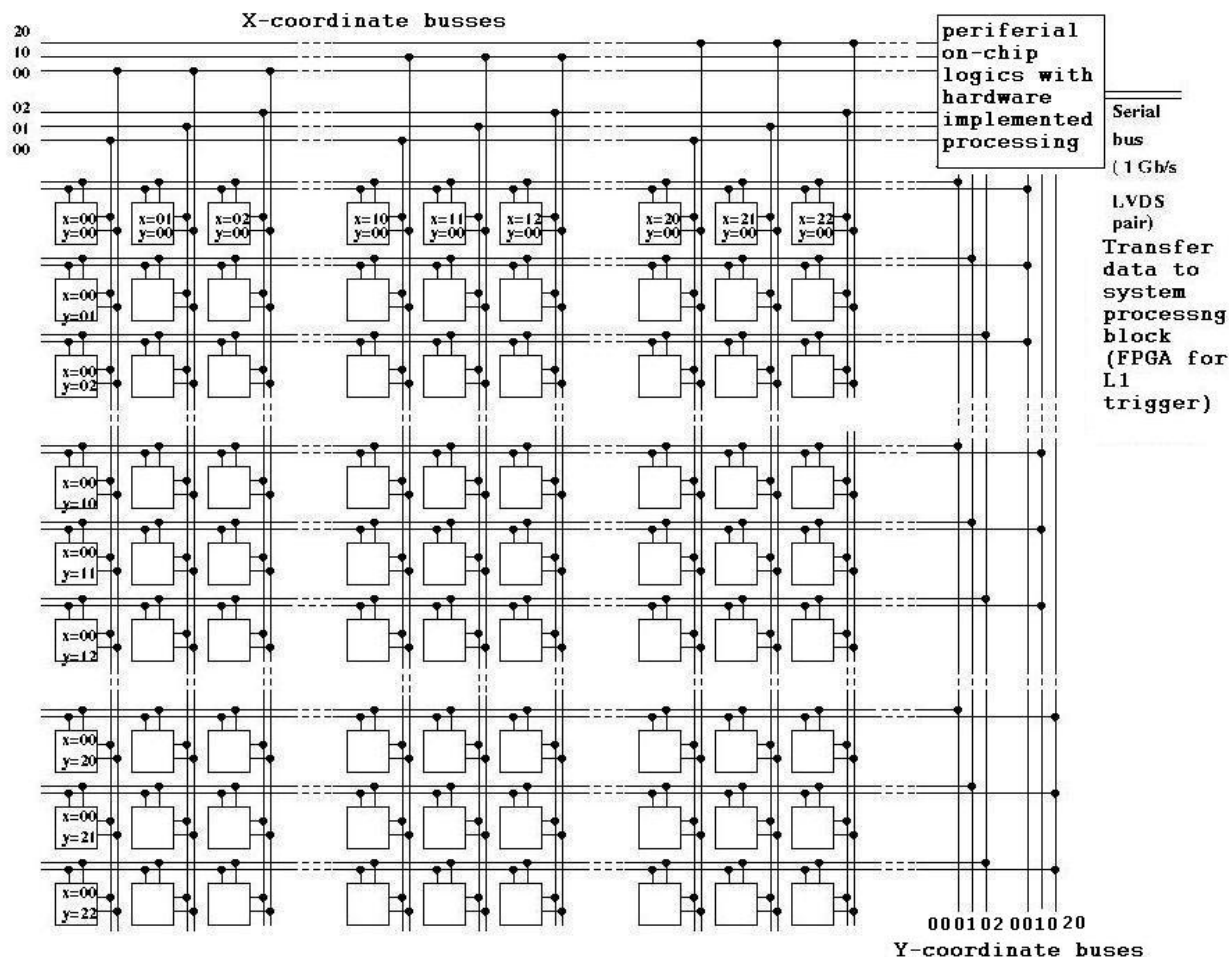 X-coordinate busses
20
10
00
02
01
00
periferial
on-chip
logics with
hardware
implemented
processing
Serial
bus
( 1 Gb/s
LVDS
pair)
Transfer
data to
system
processng
block
(FPGA for
L1
trigger)
x=00
y=00
x=01
y=00
x=02
y=00
x=10
y=00
x=11
y=00
x=12
y=00
x=20
y=00
x=21
y=00
x=22
y=00
x=00
y=01
x=00
y=02
x=00
y=10
x=00
y=11
x=00
y=12
x=00
y=20
x=00
y=21
x=00
y=22
00 01 02 00 10 20
Y-coordinate buses